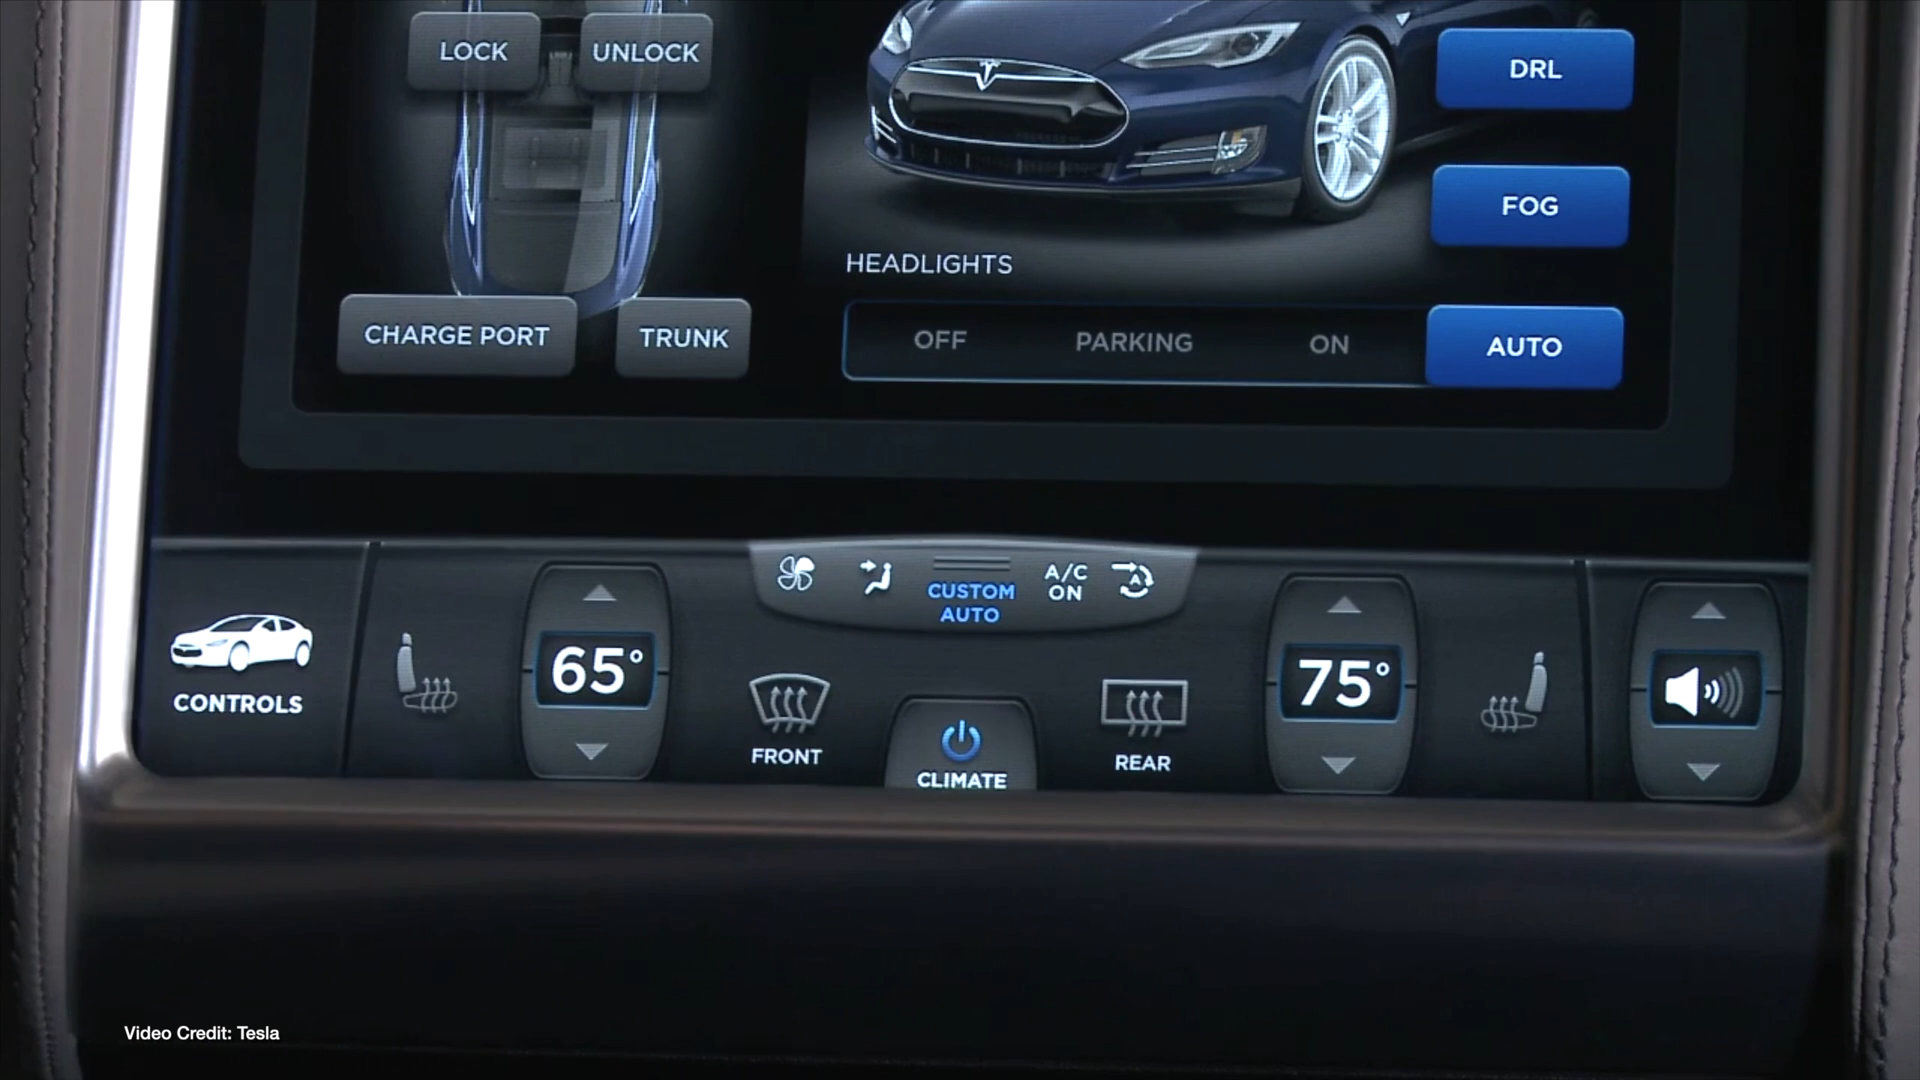 LOCK
UNLOCK
DRL
FOG
HEADLIGHTS
CHARGE PORT
TRUNK
OFF
PARKING
ON
AUTO
CUSTOM
AUTO
A/C
ON
A
65°
75°
CONTROLS
FRONT
CLIMATE
REAR
Video Credit: Tesla